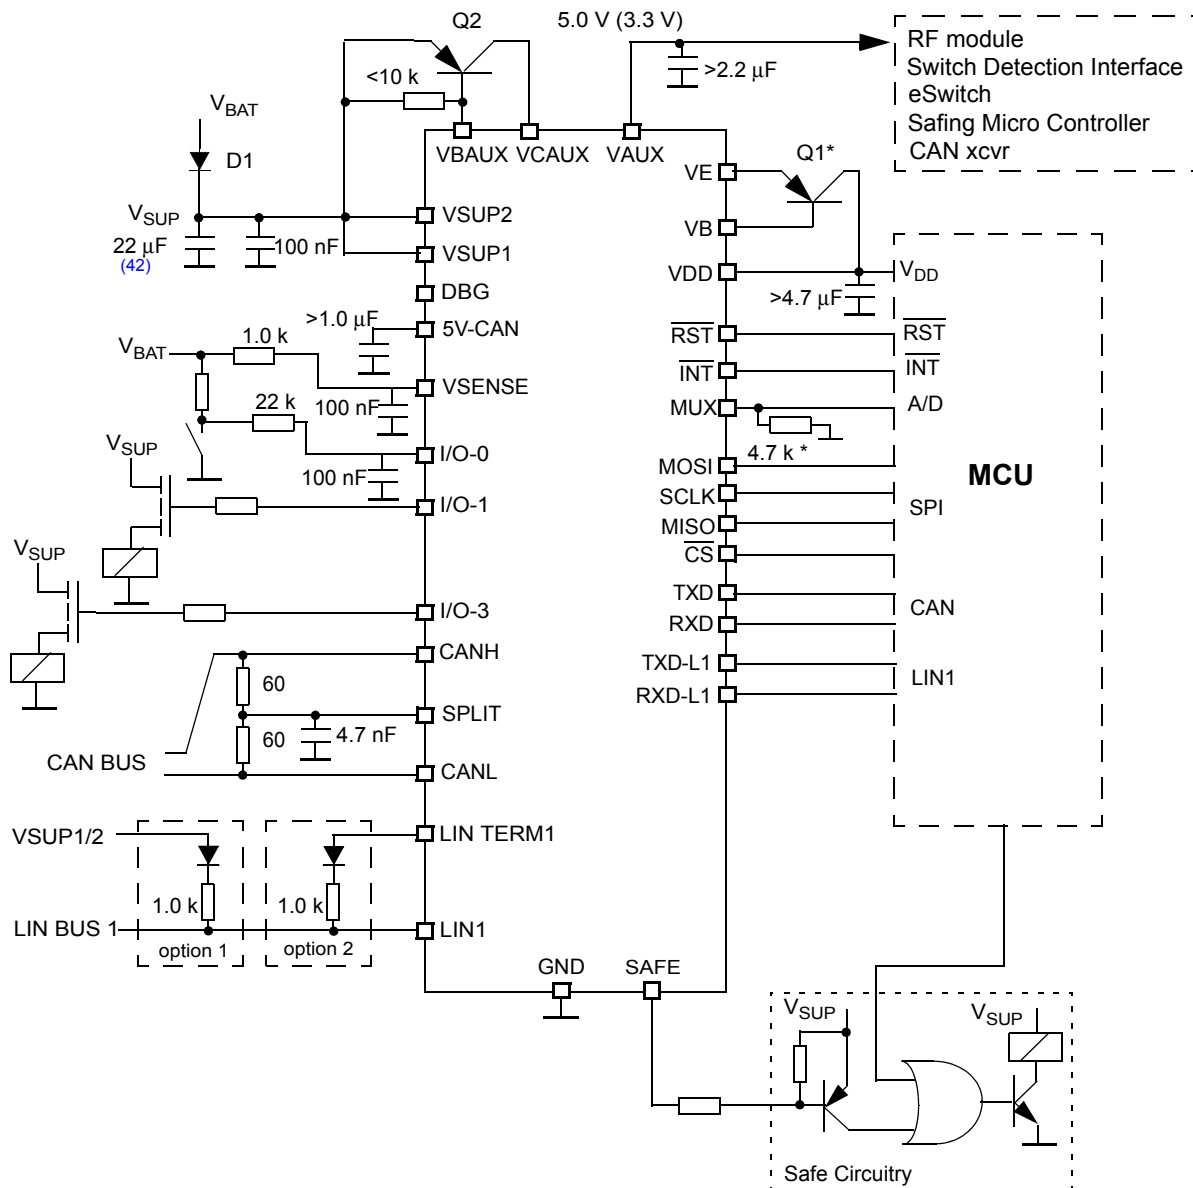 Q2
5.0 V (3.3 V)
RF module
Switch Detection Interface
eSwitch
Safing Micro Controller
CAN xcvr
>2.2 μF
<10 k
VBAT
D1
VBAUX VCAUX VAUX
Q1*
VE
VSUP
VSUP2
VB
22 μF
(42)
100 nF
VSUP1
VDD
VDD
DBG
>4.7 μF
>1.0 μF
5V-CAN
RST
RST
1.0 k
VBAT
INT
INT
VSENSE
100 nF
MUX
A/D
22 k
4.7 k *
VSUP
I/O-0
100 nF
MOSI
MCU
SCLK
I/O-1
SPI
MISO
VSUP
CS
TXD
I/O-3
CAN
RXD
CANH
TXD-L1
60
LIN1
RXD-L1
SPLIT
60
4.7 nF
CAN BUS
CANL
VSUP1/2
LIN TERM1
1.0 k
1.0 k
LIN BUS 1
LIN1
option 1
option 2
GND
SAFE
VSUP
VSUP
Safe Circuitry